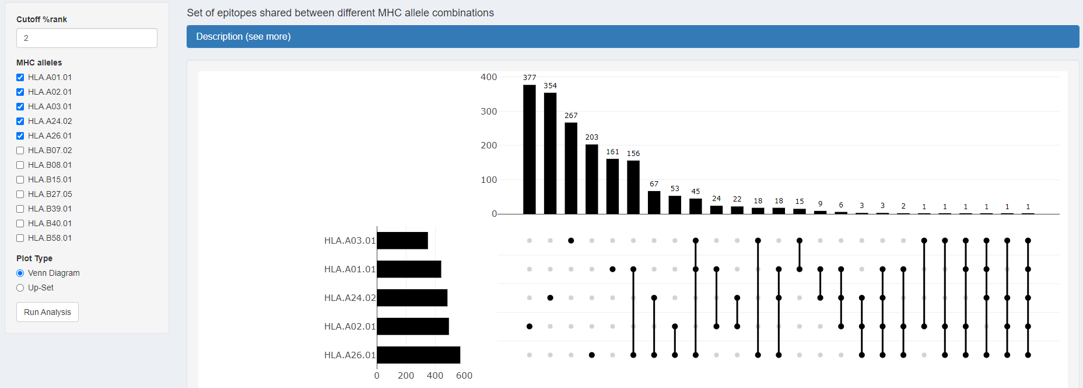 Cutoff %rank
2
MHC alleles
HLA.A01.01
HLA.A02.01
HLA.A03.01
HLA.A24.02
HLA.A26.01
HLA.B07.02
HLA.B08.01
HLA.B15.01
HLA.B27.05
HLA.B39.01
HLA.B40.01
HLA.B58.01
Plot Type
Venn Diagram
Up-Set
Run Analysis
Set of epitopes shared between different MHC allele combinations
Description (see more)
400
300
200
100
0
377 354 267 203 161 156 67 53 45 24 22 18 18 15 9 6 3 3 2 1 1 1 1 1 1
HLA.A03.01
HLA.A01.01
HLA.A24.02
HLA.A02.01
HLA.A26.01
0 200 400 600